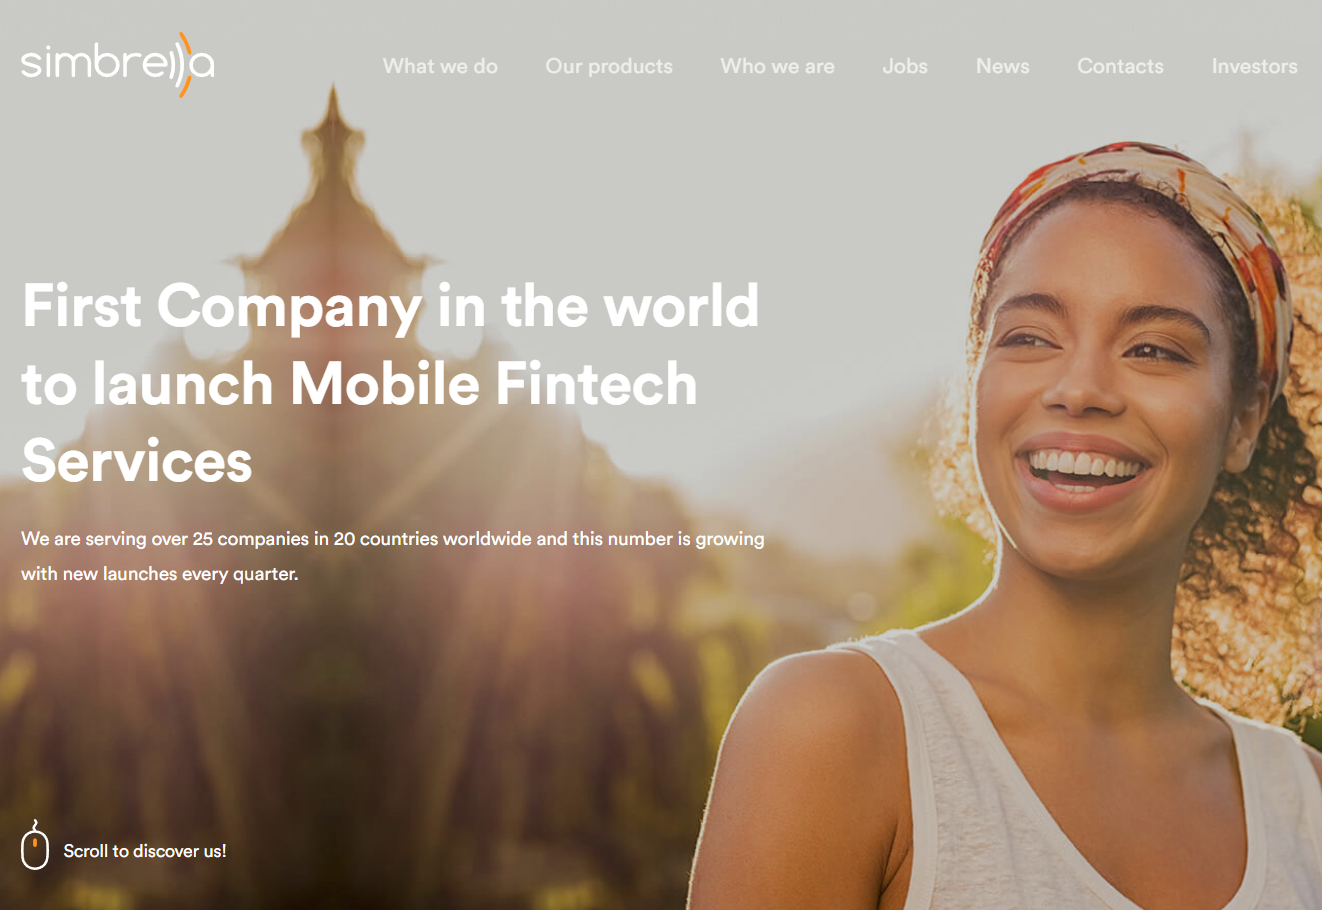 simbrella
What we do
Our products
Who we are
Jobs
News
Contacts
Investors
First Company in the world
to launch Mobile Fintech
Services
We are serving over 25 companies in 20 countries worldwide and this number is growing
with new launches every quarter.
Scroll to discover us!